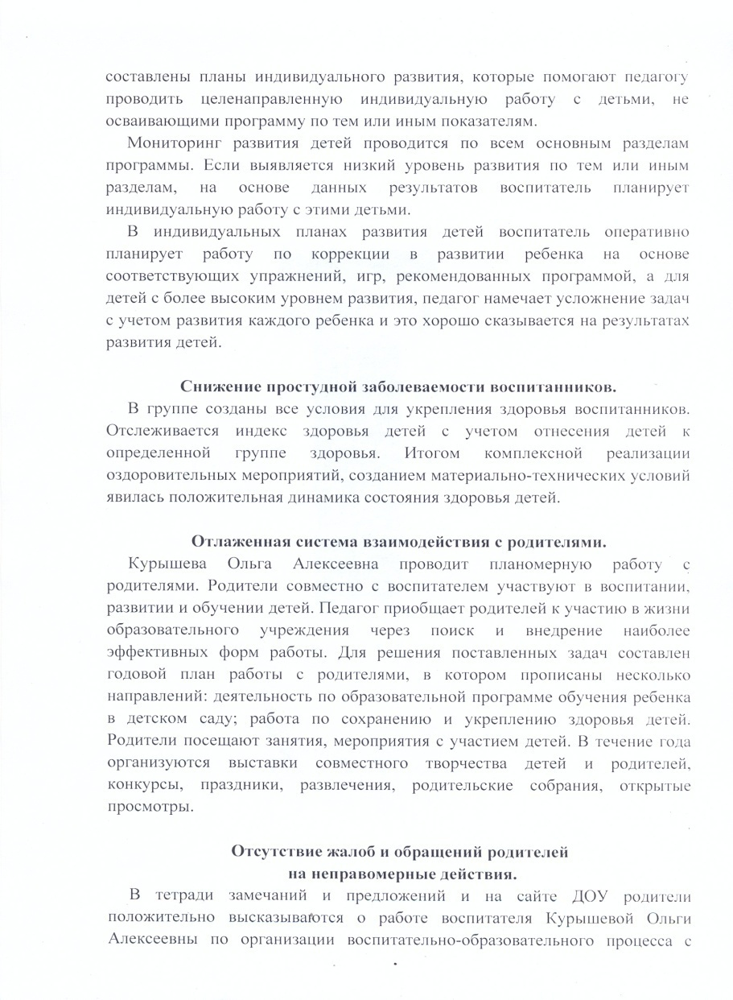 составлены планы индивидуального развития, которые помогают педагогу
проводить целенаправленную индивидуальную работу с детьми, не
осваивающими программу по тем или иным показателям.
Мониторинг развития детей проводится по всем основным разделам
программы. Если выявляется низкий уровень развития по тем или иным
разделам, на основе данных результатов воспитатель планирует
индивидуальную работу с этими детьми.
В индивидуальных планах развития детей воспитатель оперативно
планирует работу по коррекции в развитии ребенка на основе
соответствующих упражнений, игр, рекомендованных программой, а для
детей с более высоким уровнем развития, педагог намечает усложнение задач
с учетом развития каждого ребенка и это хорошо сказывается на результатах
развития детей.
Снижение простудной заболеваемости воспитанников.
В группе созданы все условия для укрепления здоровья воспитанников.
Отслеживается индекс здоровья детей с учетом отнесения детей к
определенной группе здоровья. Итогом комплексной реализации
оздоровительных мероприятий, созданием материально-технических условий
явилась положительная динамика состояния здоровья детей.
Отлаженная система взаимодействия с родителями.
Курышева Ольга Алексеевна проводит планомерную работу с
родителями. Родители совместно с воспитателем участвуют в воспитании,
развитии и обучении детей. Педагог приобщает родителей к участию в жизни
образовательного учреждения через поиск и внедрение наиболее
эффективных форм работы. Для решения поставленных задач составлен
годовой план работы с родителями, в котором прописаны несколько
направлений: деятельность по образовательной программе обучения ребенка
в детском саду; работа по сохранению и укреплению здоровья детей.
Родители посещают занятия, мероприятия с участием детей. В течение года
организуются выставки совместного творчества детей и родителей,
конкурсы, праздники, развлечения, родительские собрания, открытые
просмотры.
Отсутствие жалоб и обращений родителей
на неправомерные действия.
В тетради замечаний и предложений и на сайте ДОУ родители
положительно высказываются о работе воспитателя Курышевой Ольги
Алексеевны по организации воспитательно-образовательного процесса с